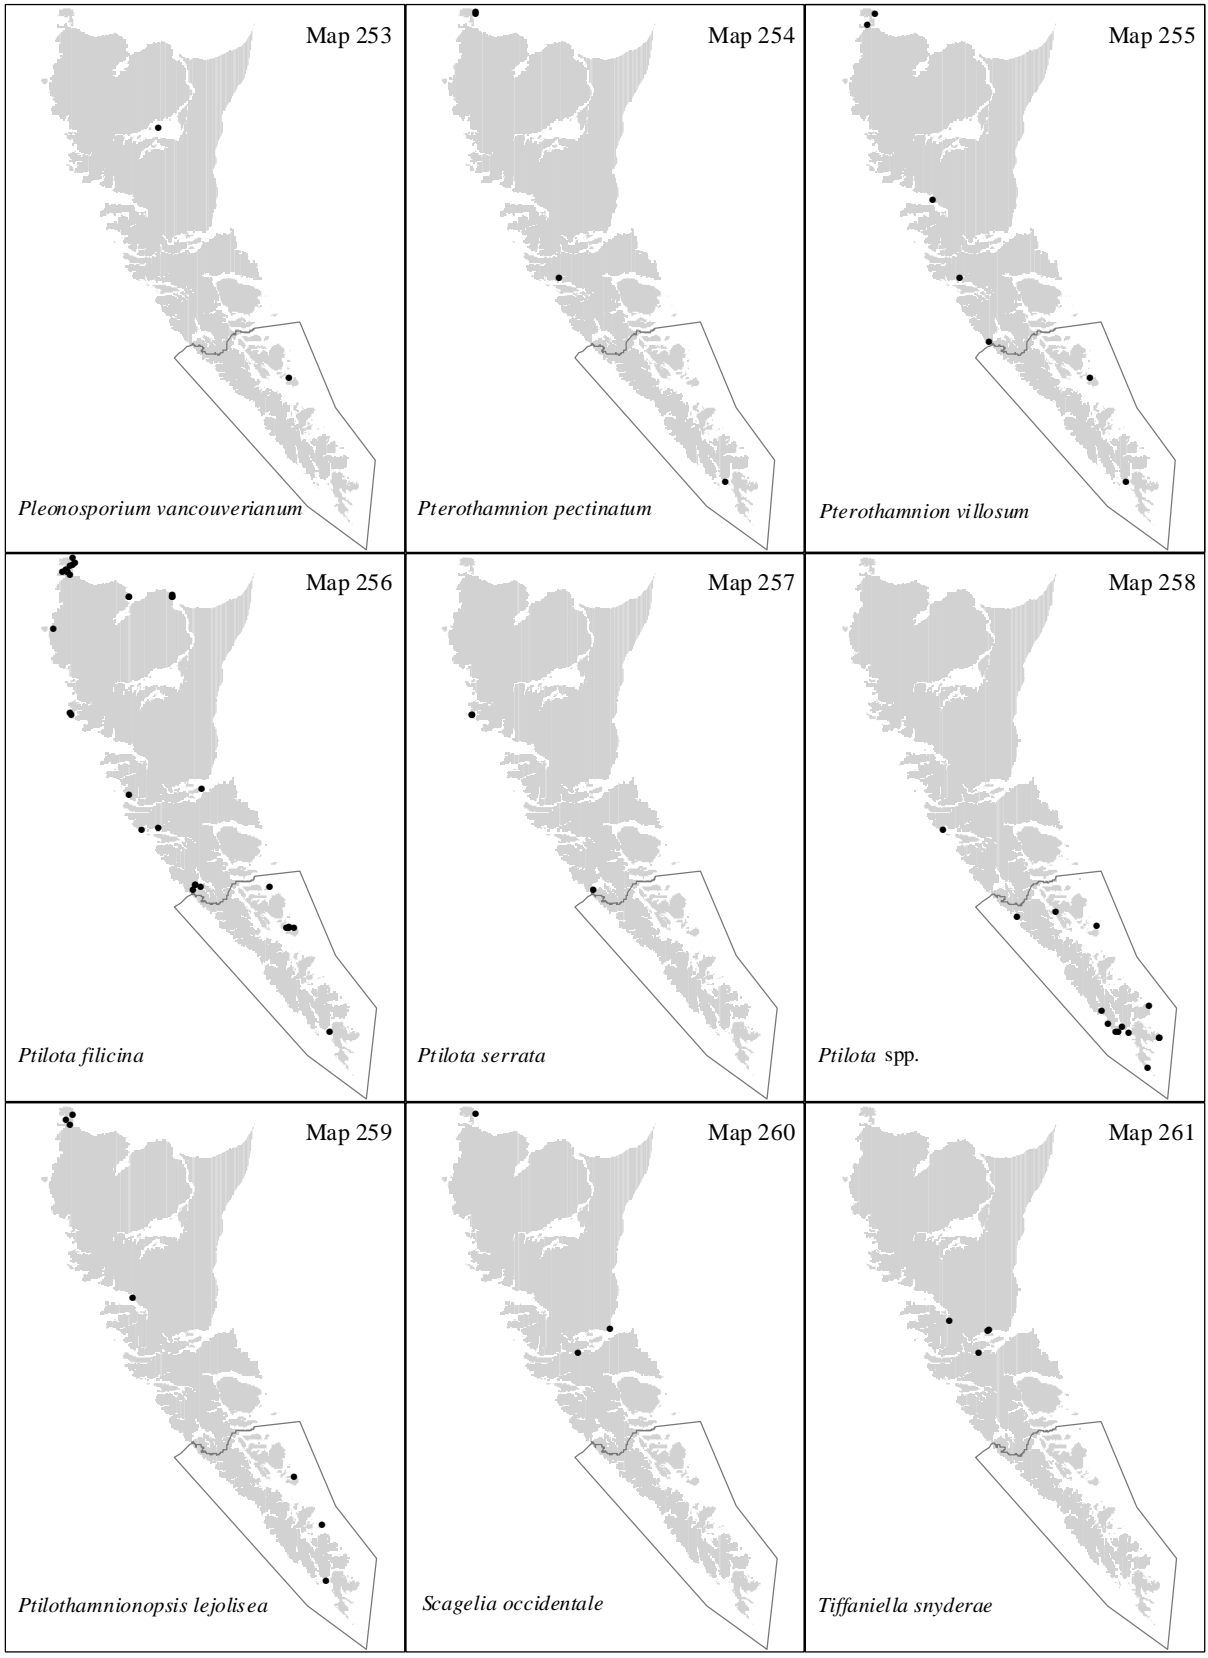 Map 253
Pleonosporium vancouverianum
Map 254
Pterothamnion pectinatum
Map 255
Pterothamnion villosum
Map 256
Ptilota filicina
Map 257
Ptilota serrata
Map 258
Ptilota spp.
Map 259
Ptilothamnionopsis lejolisea
Map 260
Scagelia occidentale
Map 261
Tiffaniella snyderae